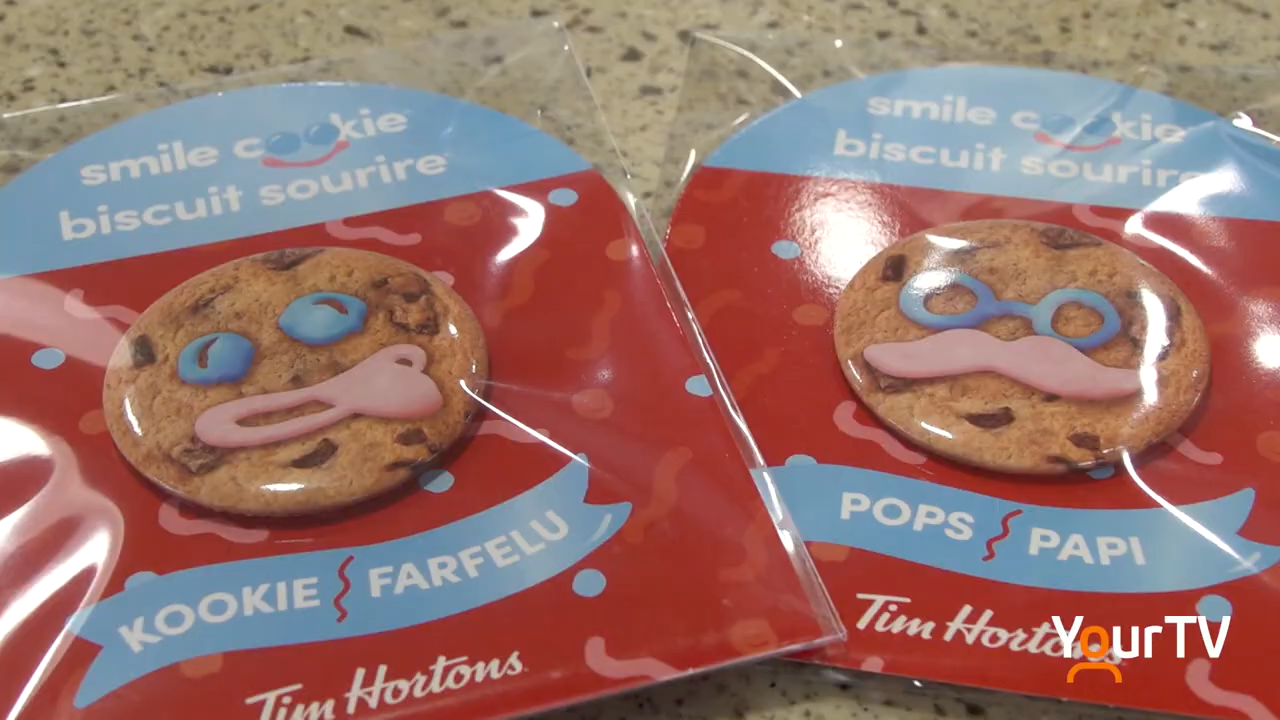 smile cookie
biscuit sourire
KOOKIE FARFELU
Tim Hortons
smile cookie
biscuit sourire
POPS PAPI
Tim Hortons
YourTV